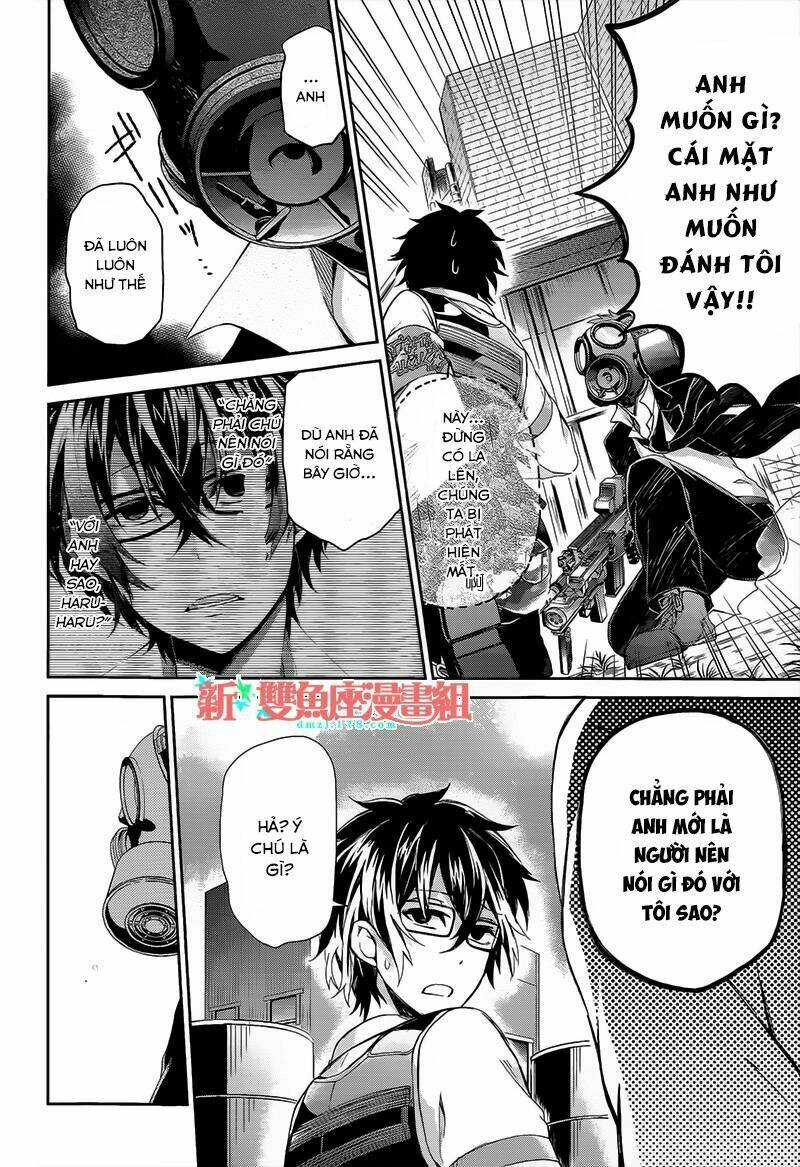 ANH
MUỐN GÌ?
CÁI MẶT
ANH NHƯ
MUỐN
ĐÁNH TÔI
VẬY!!
NÀY...
ĐỪNG
CÓ LA
LÊN,
CHÚNG
TA BỊ
PHÁT
HIỆN
MẤT
...
ANH
ĐÃ LUÔN
LUÔN
NHƯ THẾ
DÙ ANH ĐÃ
NÓI RẰNG
BÂY GIỜ...
"CHẲNG
PHẢI CHÚ
NÊN NÓI
GÌ ĐÓ"
"VỚI
ANH
HAY
SAO,
HARU-
HARU?"
新 雙魚座漫畫組
dmzj.178.com
CHẲNG PHẢI
ANH MỚI LÀ
NGƯỜI NÊN
NÓI GÌ ĐÓ VỚI
TÔI SAO?
HẢ? Ý
CHÚ LÀ
GÌ?